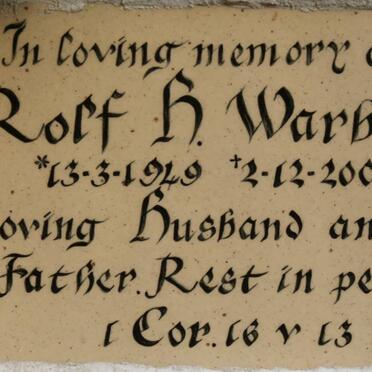 In loving memory o
Rolf H. Warb
*13-3-1949 †2-12-200
oving Husband an
Father. Rest in pe
1 Cor. 16 v 13